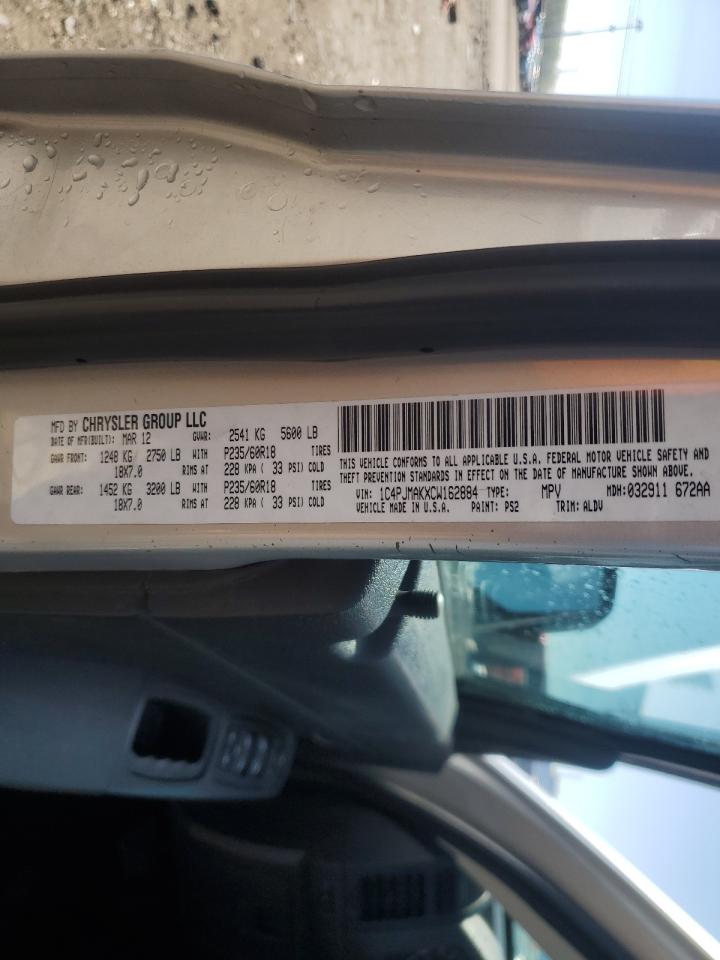 MFD BY CHRYSLER GROUP LLC
DATE OF MFR(BUILT): MAR 12 GVWR: 2541 KG 5600 LB
GAWR FRONT: 1248 KG/ 2750 LB WITH P235/60R18 TIRES
18X7.0 RIMS AT 228 KPA ( 33 PSI) COLD
GAWR REAR: 1452 KG 3200 LB WITH P235/60R18 TIRES
18X7.0 RIMS AT 228 KPA ( 33 PSI) COLD
THIS VEHICLE CONFORMS TO ALL APPLICABLE U.S.A. FEDERAL MOTOR VEHICLE SAFETY AND
THEFT PREVENTION STANDARDS IN EFFECT ON THE DATE OF MANUFACTURE SHOWN ABOVE.
VIN: 1C4PJMAKXCW162884 TYPE: MPV MDH:032911 672AA
VEHICLE MADE IN U.S.A. PAINT: PS2 TRIM: ALDV